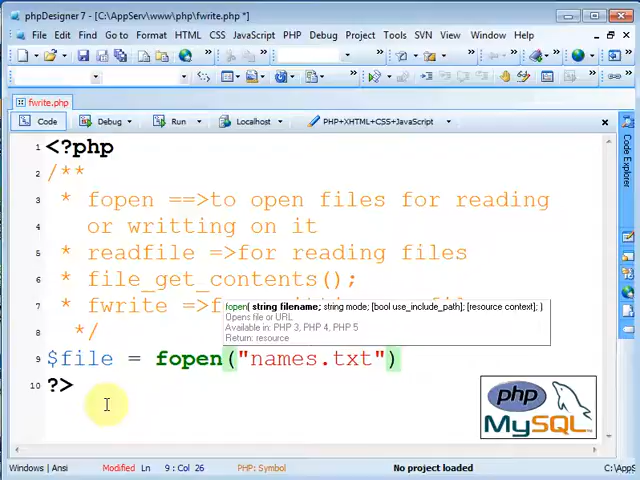 phpDesigner 7 - [C:\AppServ\www\php\fwrite.php *]
File Edit Find Go To Format HTML CSS JavaScript PHP Debug Project Tools SVN View Window Help
fwrite.php
Code Debug Run Localhost PHP+XHTML+CSS+JavaScript
Code Explorer
1 <?php
2 /**
3 * fopen ==>to open files for reading
4 or writting on it
5 * readfile =>for reading files
6 * file_get_contents();
7 * fwrite =>f
fopen( string filename; string mode; [bool use_include_path]; [resource context]; )
Opens file or URL
Available in: PHP 3, PHP 4, PHP 5
Return: resource
8 */
9 $file = fopen("names.txt")
10 ?>
php
MySQL
Windows | Ansi Modified Ln 9 : Col 26 PHP: Symbol No project loaded C:\AppS